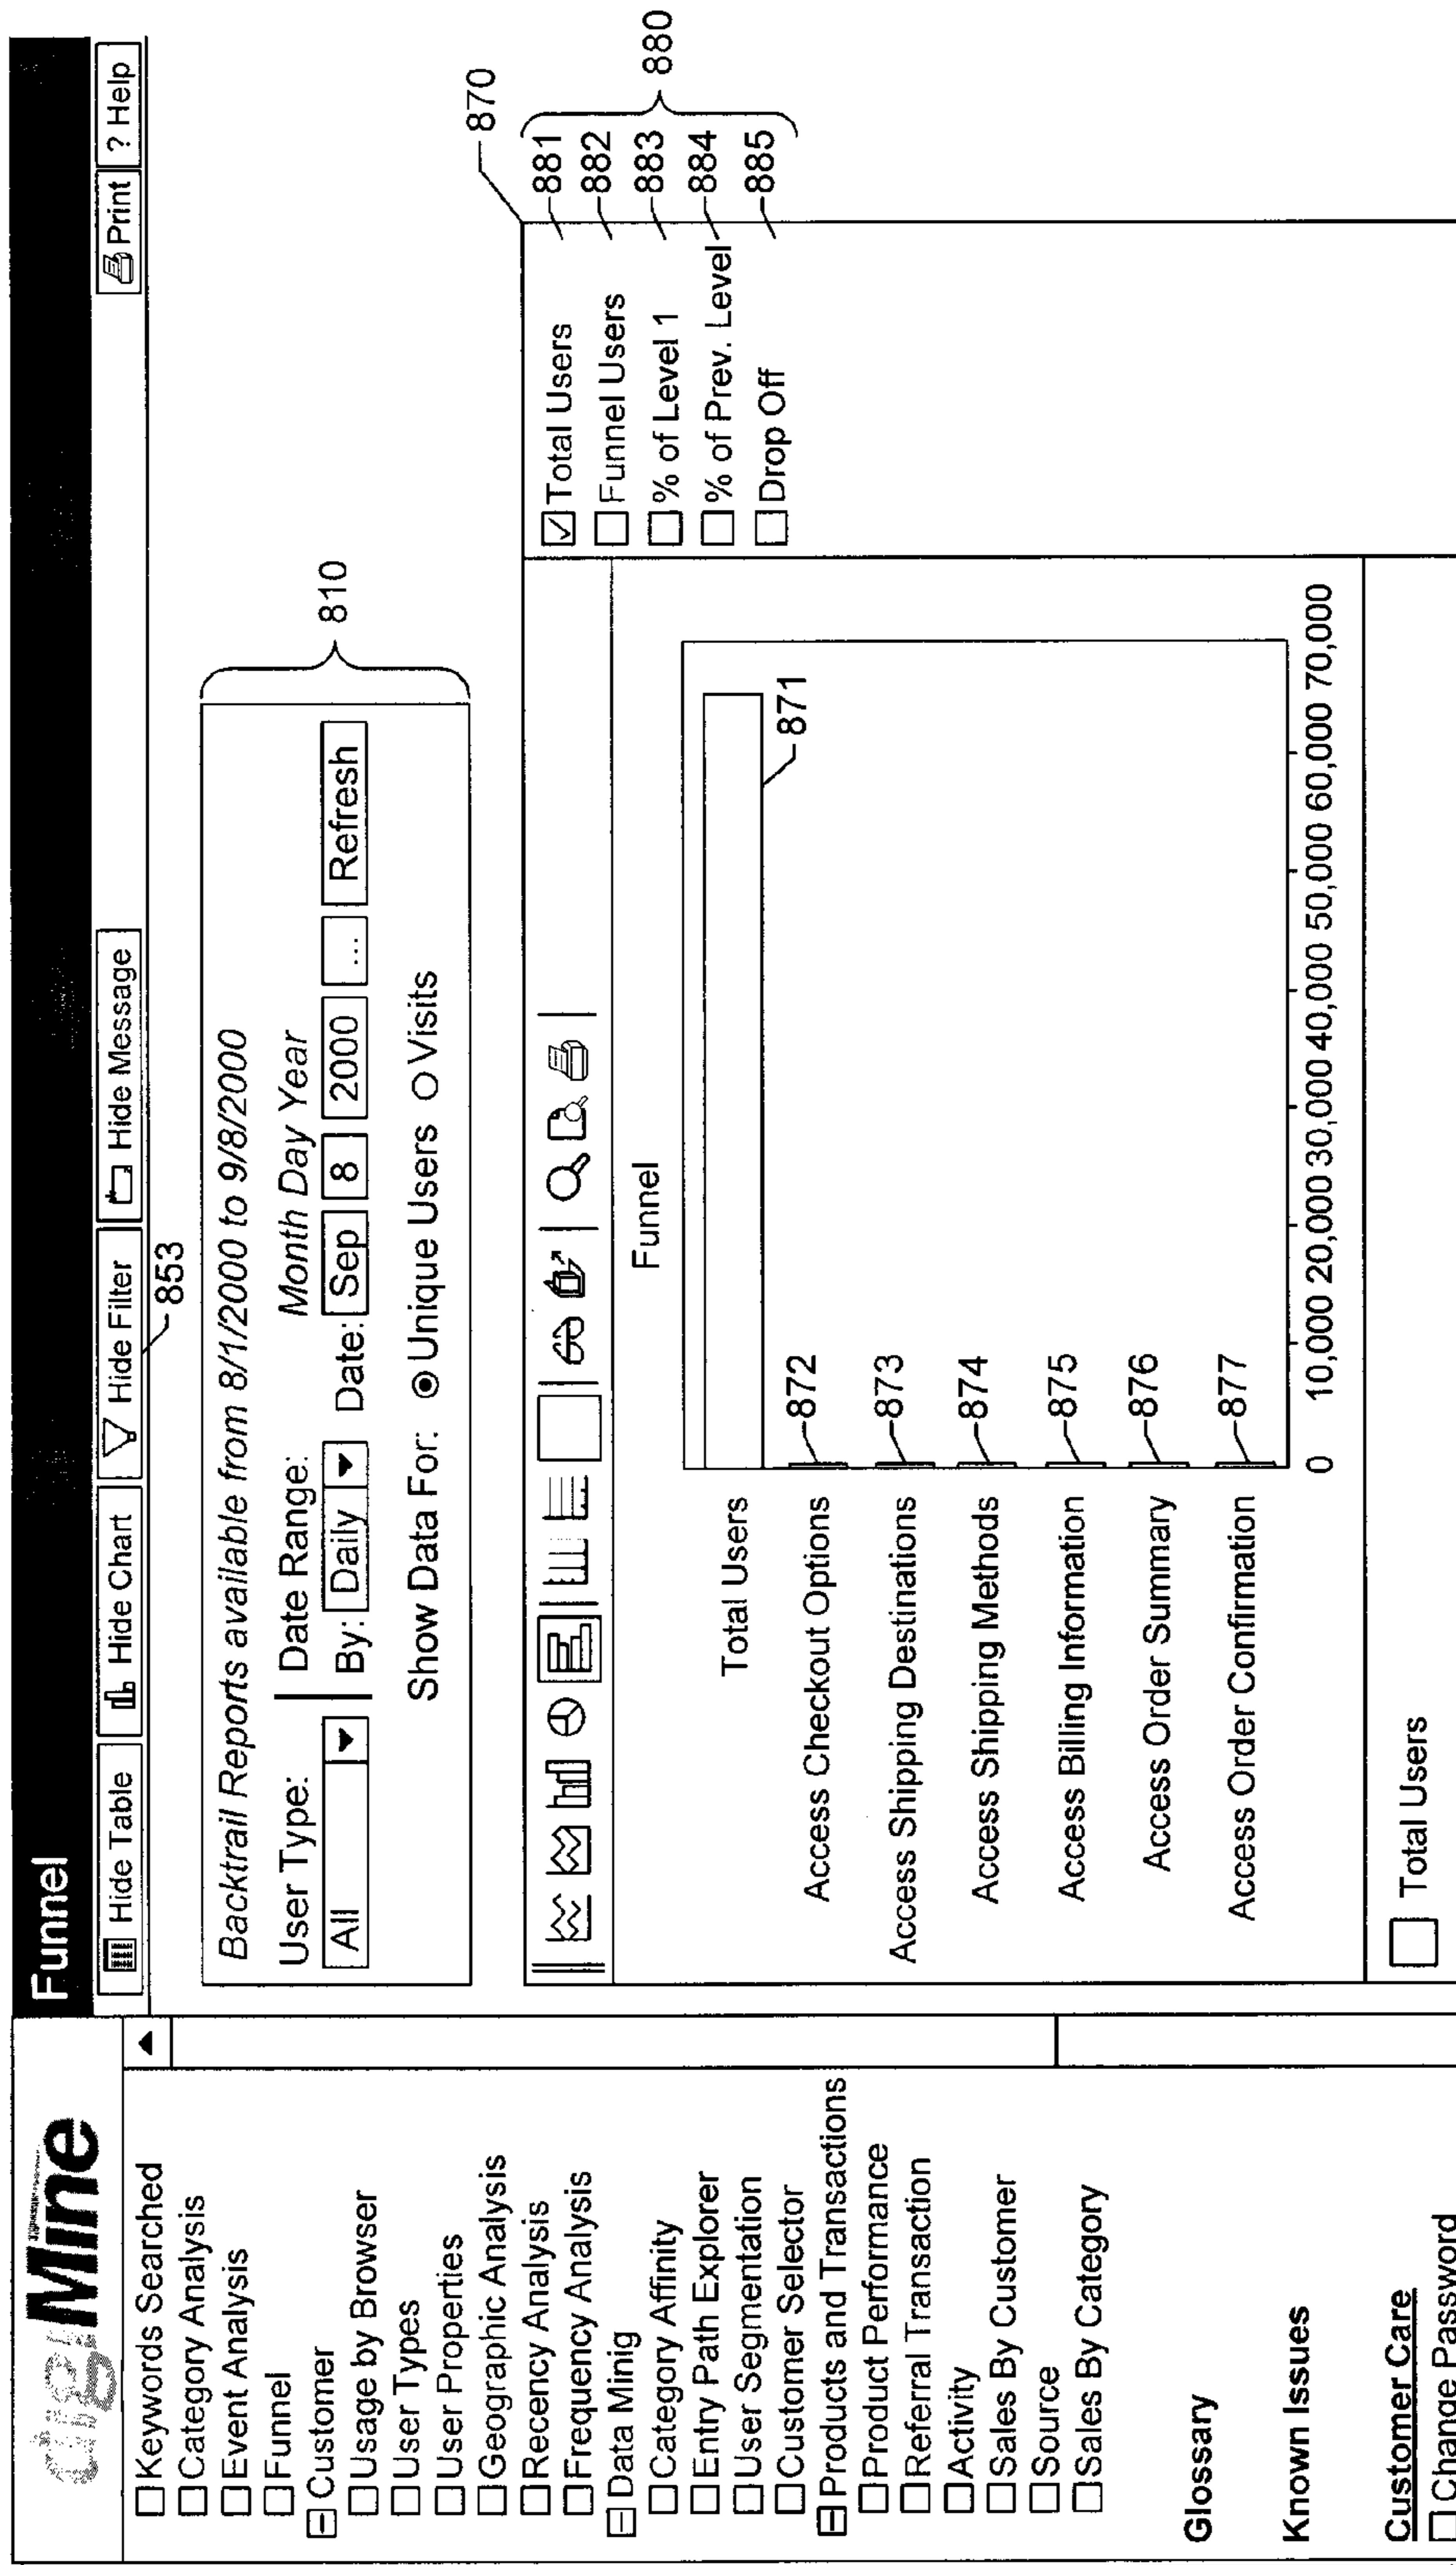 digiMine
Funnel
Hide Table
Hide Chart
Hide Filter
Hide Message
Print
? Help
853
Keywords Searched
Category Analysis
Event Analysis
Funnel
Customer
Usage by Browser
User Types
User Properties
Geographic Analysis
Recency Analysis
Frequency Analysis
Data Minig
Category Affinity
Entry Path Explorer
User Segmentation
Customer Selector
Products and Transactions
Product Performance
Referral Transaction
Activity
Sales By Customer
Source
Sales By Category
Glossary
Known Issues
Customer Care
Change Password
Backtrail Reports available from 8/1/2000 to 9/8/2000
User Type: Date Range: Month Day Year
All By: Daily Date: Sep 8 2000 ... Refresh
Show Data For: Unique Users Visits
810
870
Total Users 881
Funnel Users 882
% of Level 1 883
% of Prev. Level 884
Drop Off 885
880
Funnel
Total Users
871
Access Checkout Options 872
Access Shipping Destinations 873
Access Shipping Methods 874
Access Billing Information 875
Access Order Summary 876
Access Order Confirmation 877
0 10,000 20,000 30,000 40,000 50,000 60,000 70,000
Total Users